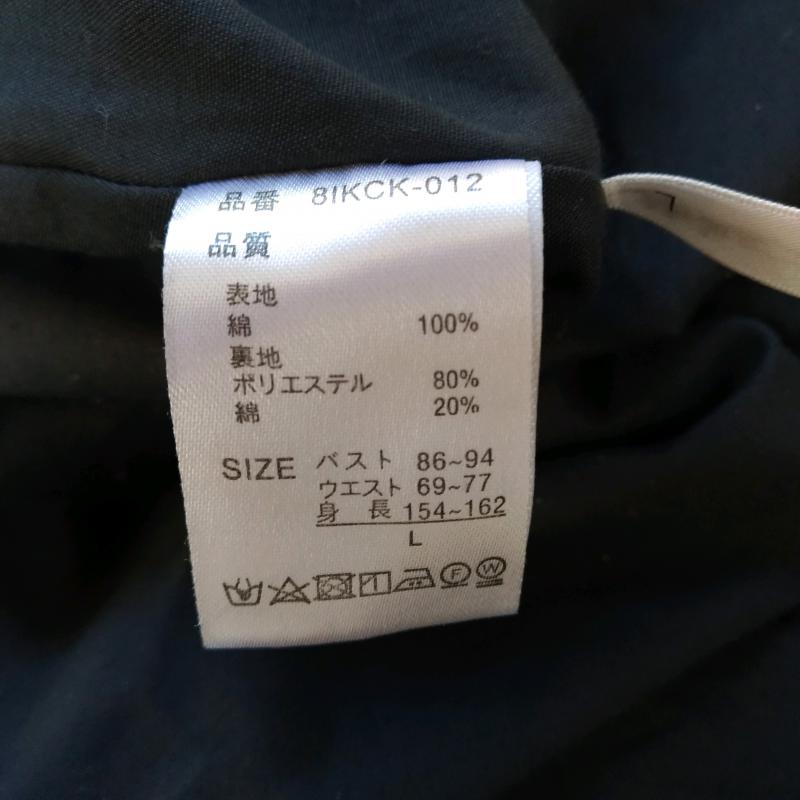 品番 8IKCK-012
品質
表地
綿 100%
裏地
ポリエステル 80%
綿 20%
SIZE バスト 86~94
ウエスト 69~77
身長 154~162
L
F W
L